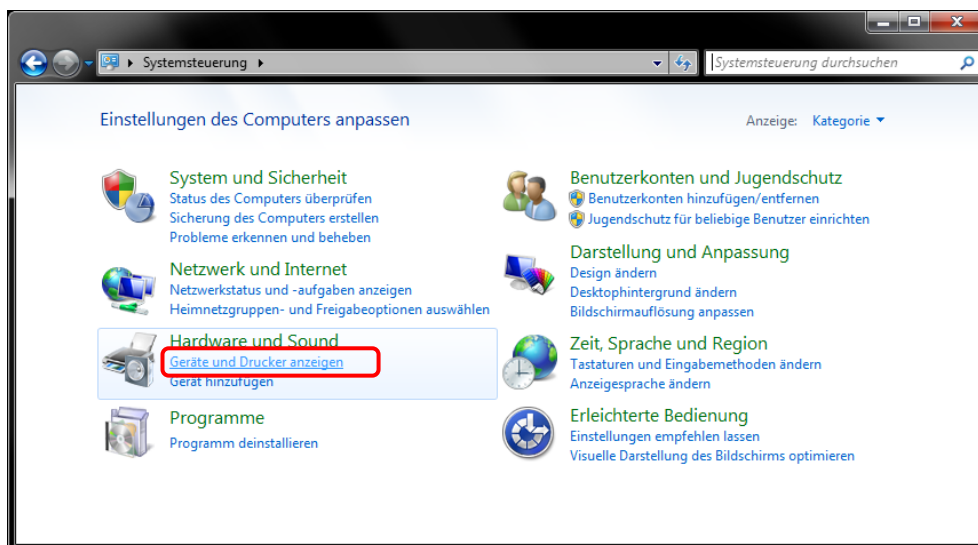 Systemsteuerung
Systemsteuerung durchsuchen
Einstellungen des Computers anpassen
Anzeige: Kategorie
System und Sicherheit
Status des Computers überprüfen
Sicherung des Computers erstellen
Probleme erkennen und beheben
Netzwerk und Internet
Netzwerkstatus und -aufgaben anzeigen
Heimnetzgruppen- und Freigabeoptionen auswählen
Hardware und Sound
Geräte und Drucker anzeigen
Gerät hinzufügen
Programme
Programm deinstallieren
Benutzerkonten und Jugendschutz
Benutzerkonten hinzufügen/entfernen
Jugendschutz für beliebige Benutzer einrichten
Darstellung und Anpassung
Design ändern
Desktophintergrund ändern
Bildschirmauflösung anpassen
Zeit, Sprache und Region
Tastaturen und Eingabemethoden ändern
Anzeigesprache ändern
Erleichterte Bedienung
Einstellungen empfehlen lassen
Visuelle Darstellung des Bildschirms optimieren